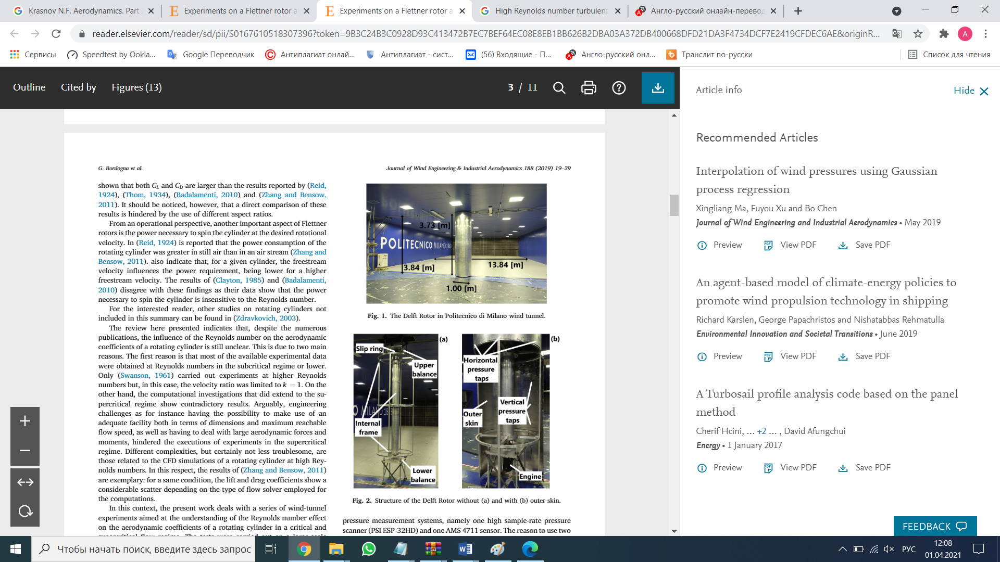 Krasnov N.F. Aerodynamics. Part
Experiments on a Flettner rotor a
Experiments on a Flettner rotor a
High Reynolds number turbulent
Англо-русский онлайн-перевод
reader.elsevier.com/reader/sd/pii/S0167610518307396?token=9B3C24B3C0928D93C413472B7EC7BEF64EC08E8EB1BB626B2DBA03A372DB400668DFD21DA3F4734DCF7E2419CFDEC6AE&originR...
A
Сервисы
Speedtest by Ookla...
Google Переводчик
Антиплагиат онлай...
Антиплагиат - сист...
(56) Входящие - П...
Англо-русский онл...
Транслит по-русски
Список для чтения
Outline
Cited by
Figures (13)
3 / 11
G. Bordogna et al.
Journal of Wind Engineering & Industrial Aerodynamics 188 (2019) 19–29
shown that both CL and CD are larger than the results reported by (Reid,
1924), (Thom, 1934), (Badalamenti, 2010) and (Zhang and Bensow,
2011). It should be noticed, however, that a direct comparison of these
results is hindered by the use of different aspect ratios.
From an operational perspective, another important aspect of Flettner
rotors is the power necessary to spin the cylinder at the desired rotational
velocity. In (Reid, 1924) is reported that the power consumption of the
rotating cylinder was greater in still air than in an air stream (Zhang and
Bensow, 2011). also indicate that, for a given cylinder, the freestream
velocity influences the power requirement, being lower for a higher
freestream velocity. The results of (Clayton, 1985) and (Badalamenti,
2010) disagree with these findings as their data show that the power
necessary to spin the cylinder is insensitive to the Reynolds number.
For the interested reader, other studies on rotating cylinders not
included in this summary can be found in (Zdravkovich, 2003).
The review here presented indicates that, despite the numerous
publications, the influence of the Reynolds number on the aerodynamic
coefficients of a rotating cylinder is still unclear. This is due to two main
reasons. The first reason is that most of the available experimental data
were obtained at Reynolds numbers in the subcritical regime or lower.
Only (Swanson, 1961) carried out experiments at higher Reynolds
numbers but, in this case, the velocity ratio was limited to k = 1. On the
other hand, the computational investigations that did extend to the su-
percritical regime show contradictory results. Arguably, engineering
challenges as for instance having the possibility to make use of an
adequate facility both in terms of dimensions and maximum reachable
flow speed, as well as having to deal with large aerodynamic forces and
moments, hindered the executions of experiments in the supercritical
regime. Different complexities, but certainly not less troublesome, are
those related to the CFD simulations of a rotating cylinder at high Rey-
nolds numbers. In this respect, the results of (Zhang and Bensow, 2011)
are exemplary: for a same condition, the lift and drag coefficients show a
considerable scatter depending on the type of flow solver employed for
the computations.
In this context, the present work deals with a series of wind-tunnel
experiments aimed at the understanding of the Reynolds number effect
on the aerodynamic coefficients of a rotating cylinder in a critical and
3.73 [m]
POLITECNICO MILANO 1863
3.84 [m]
13.84 [m]
1.00 [m]
Fig. 1. The Delft Rotor in Politecnico di Milano wind tunnel.
(a)
Slip ring
Upper
balance
Internal
frame
Lower
balance
(b)
Horizontal
pressure
taps
Vertical
pressure
taps
Outer
skin
Engine
Fig. 2. Structure of the Delft Rotor without (a) and with (b) outer skin.
pressure measurement systems, namely one high sample-rate pressure
scanner (PSI ESP-32HD) and one AMS 4711 sensor. The reason to use two
Article info
Hide
Recommended Articles
Interpolation of wind pressures using Gaussian
process regression
Xingliang Ma, Fuyou Xu and Bo Chen
Journal of Wind Engineering and Industrial Aerodynamics • May 2019
Preview View PDF Save PDF
An agent-based model of climate-energy policies to
promote wind propulsion technology in shipping
Richard Karslen, George Papachristos and Nishatabbas Rehmatulla
Environmental Innovation and Societal Transitions • June 2019
Preview View PDF Save PDF
A Turbosail profile analysis code based on the panel
method
Cherif Hcini, ... +2 ... , David Afungchui
Energy • 1 January 2017
Preview View PDF Save PDF
FEEDBACK
Чтобы начать поиск, введите здесь запрос
РУС
12:08
01.04.2021